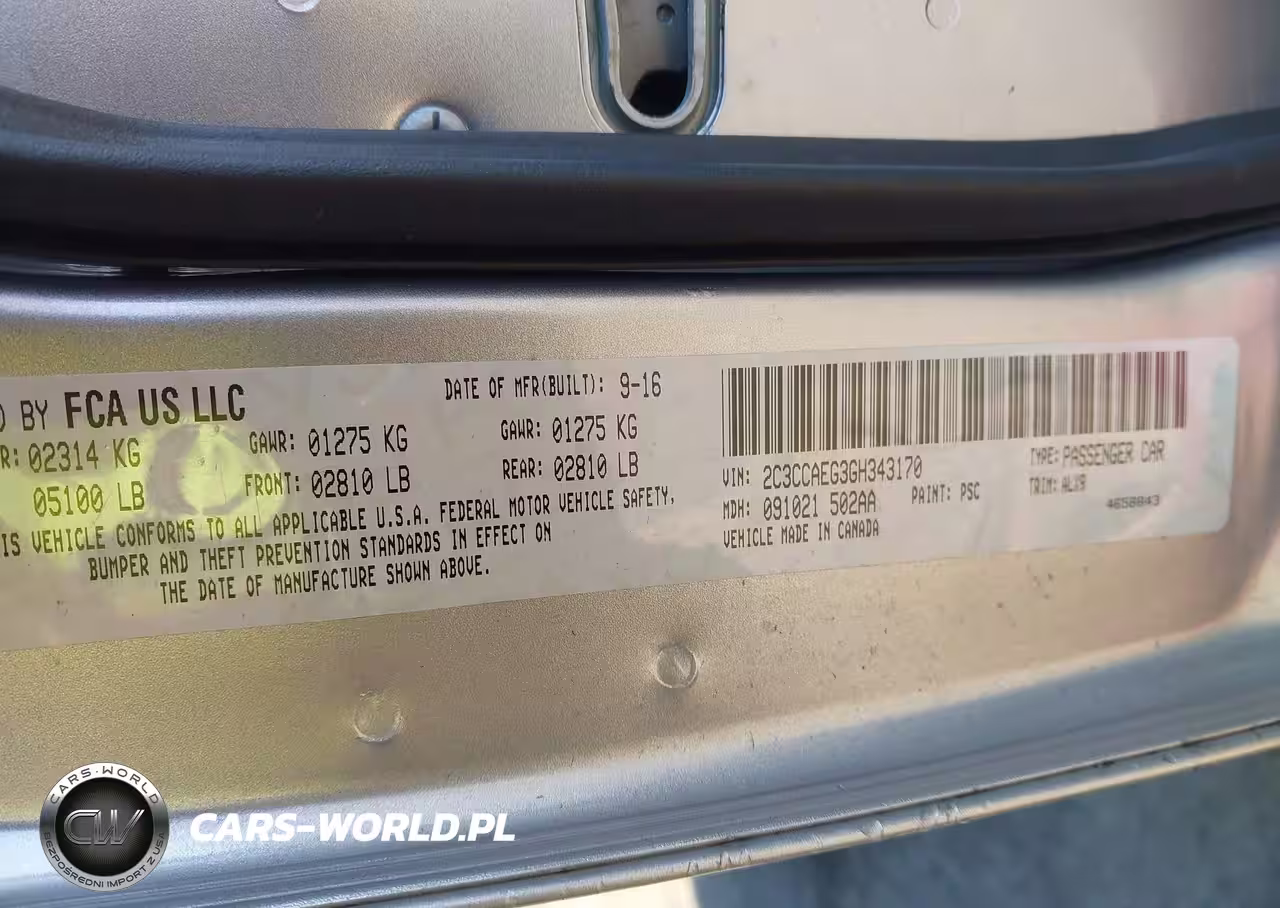 ) BY FCA US LLC
DATE OF MFR(BUILT): 9-16
R: 02314 KG
GAWR: 01275 KG
GAWR: 01275 KG
05100 LB
FRONT: 02810 LB
REAR: 02810 LB
IS VEHICLE CONFORMS TO ALL APPLICABLE U.S.A. FEDERAL MOTOR VEHICLE SAFETY,
BUMPER AND THEFT PREVENTION STANDARDS IN EFFECT ON
THE DATE OF MANUFACTURE SHOWN ABOVE.
VIN: 2C3CCAEG3GH343170
TYPE: PASSENGER CAR
MDH: 091021 502AA
PAINT: PSC
TRIM: ALX9
VEHICLE MADE IN CANADA
4658843
CARS-WORLD
CW
BEZPOŚREDNI IMPORT Z USA
CARS-WORLD.PL